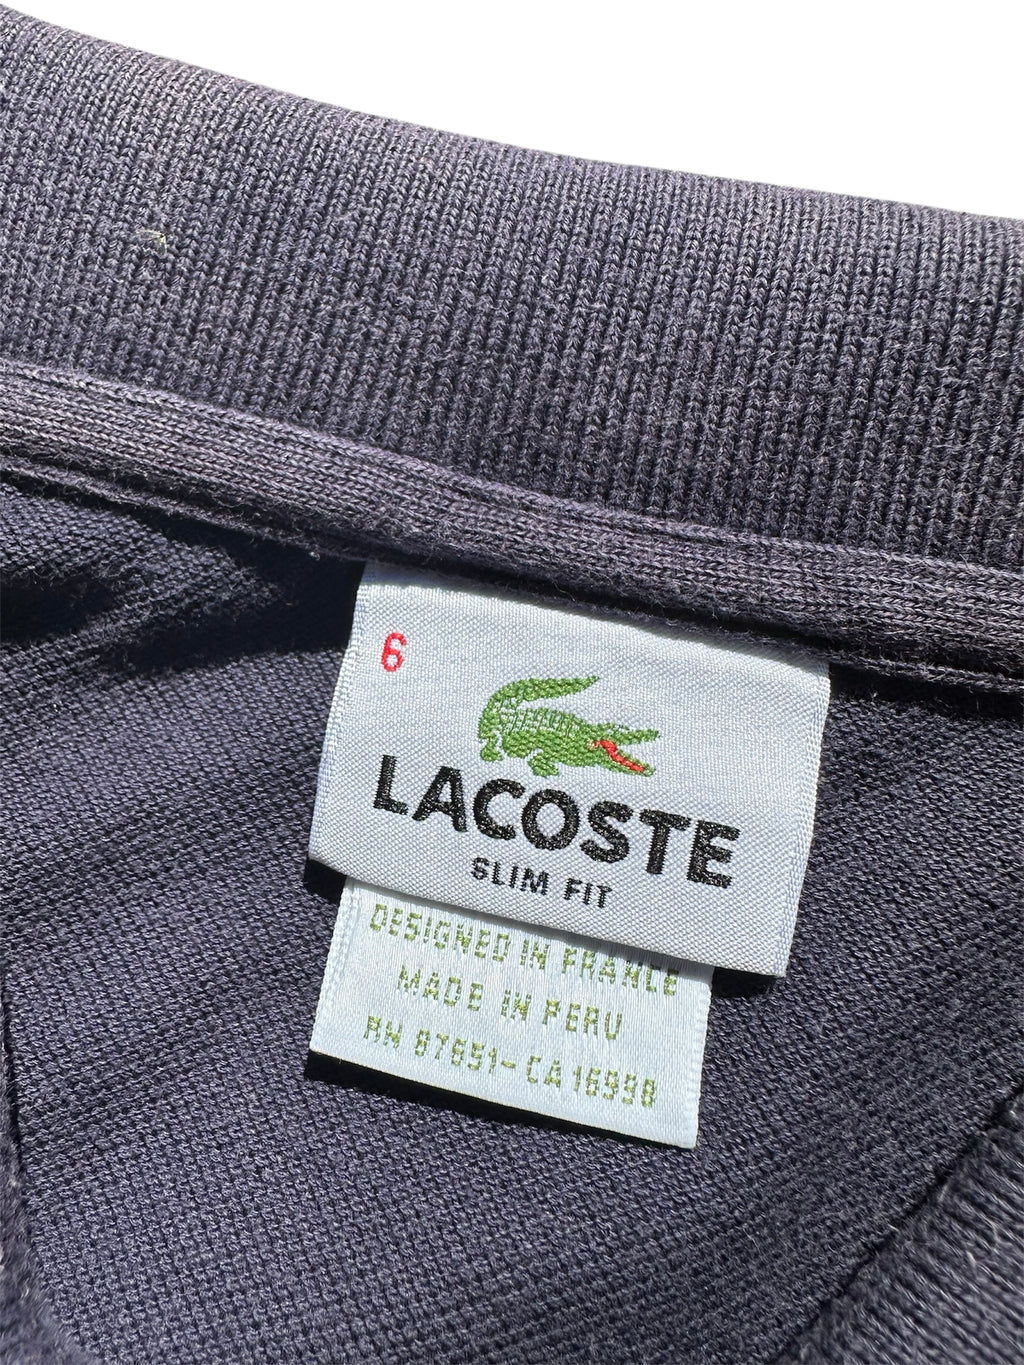 6
LACOSTE
SLIM FIT
DESIGNED IN FRANCE
MADE IN PERU
RN 87651-CA 16998